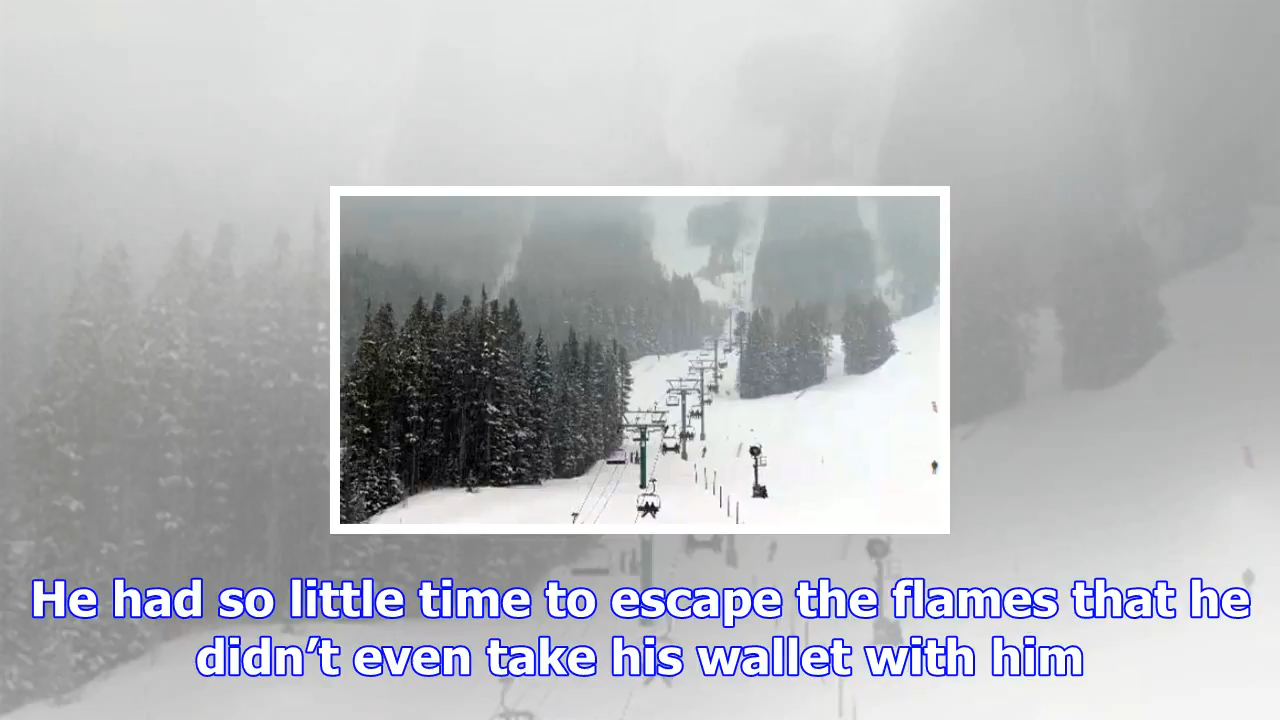 He had so little time to escape the flames that he
didn’t even take his wallet with him